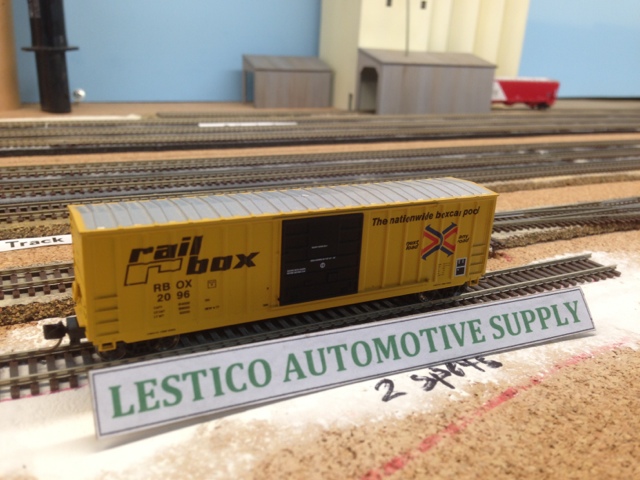 Track
rail
box
RBOX
2096
The nationwide boxcar pool
LESTICO AUTOMOTIVE SUPPLY
2 spots